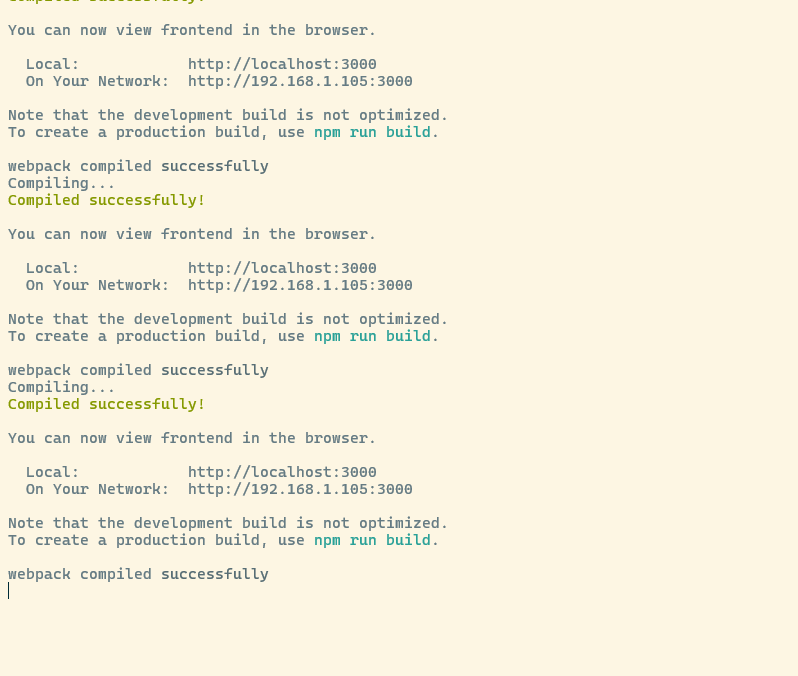 Compiled successfully!
You can now view frontend in the browser.
Local: http://localhost:3000
On Your Network: http://192.168.1.105:3000
Note that the development build is not optimized.
To create a production build, use npm run build.
webpack compiled successfully
Compiling...
Compiled successfully!
You can now view frontend in the browser.
Local: http://localhost:3000
On Your Network: http://192.168.1.105:3000
Note that the development build is not optimized.
To create a production build, use npm run build.
webpack compiled successfully
Compiling...
Compiled successfully!
You can now view frontend in the browser.
Local: http://localhost:3000
On Your Network: http://192.168.1.105:3000
Note that the development build is not optimized.
To create a production build, use npm run build.
webpack compiled successfully